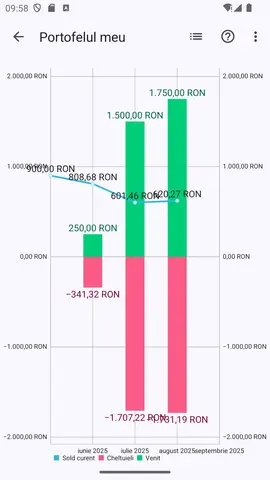 09:58
Portofelul meu
2.000,00 RON
2.000,00 RON
1.750,00 RON
1.500,00 RON
1.000,00 RON
1.000,00 RON
900,00 RON
808,68 RON
601,46 RON
620,27 RON
250,00 RON
0,00 RON
0,00 RON
−341,32 RON
−1.000,00 RON
−1.000,00 RON
−1.707,22 RON
−1.731,19 RON
−2.000,00 RON
−2.000,00 RON
iunie 2025
iulie 2025
august 2025
septembrie 2025
Sold curent
Cheltuieli
Venit